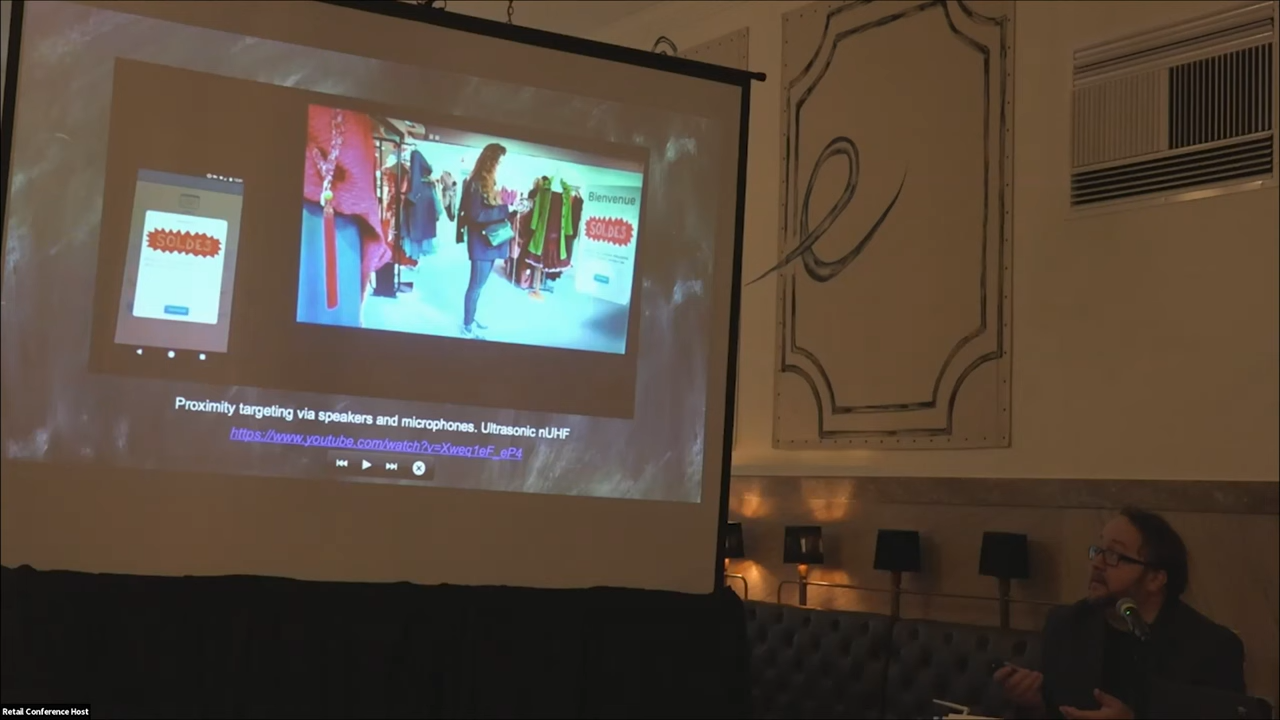 SOLDES
Bienvenue
SOLDES
Proximity targeting via speakers and microphones. Ultrasonic nUHF
https://www.youtube.com/watch?v=Xweq1eF_eP4
e
Retail Conference Host